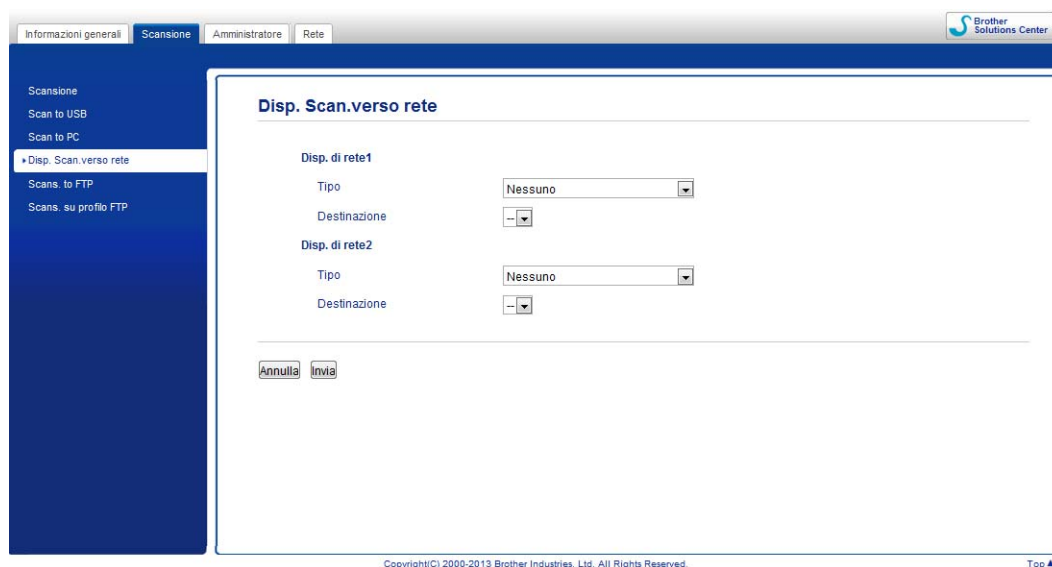 Informazioni generali Scansione Amministratore Rete
Brother
Solutions Center
Scansione
Scan to USB
Scan to PC
Disp. Scan.verso rete
Scans. to FTP
Scans. su profilo FTP
Disp. Scan.verso rete
Disp. di rete1
Tipo Nessuno
Destinazione --
Disp. di rete2
Tipo Nessuno
Destinazione --
Annulla Invia
Copyright(C) 2000-2013 Brother Industries, Ltd. All Rights Reserved. Top